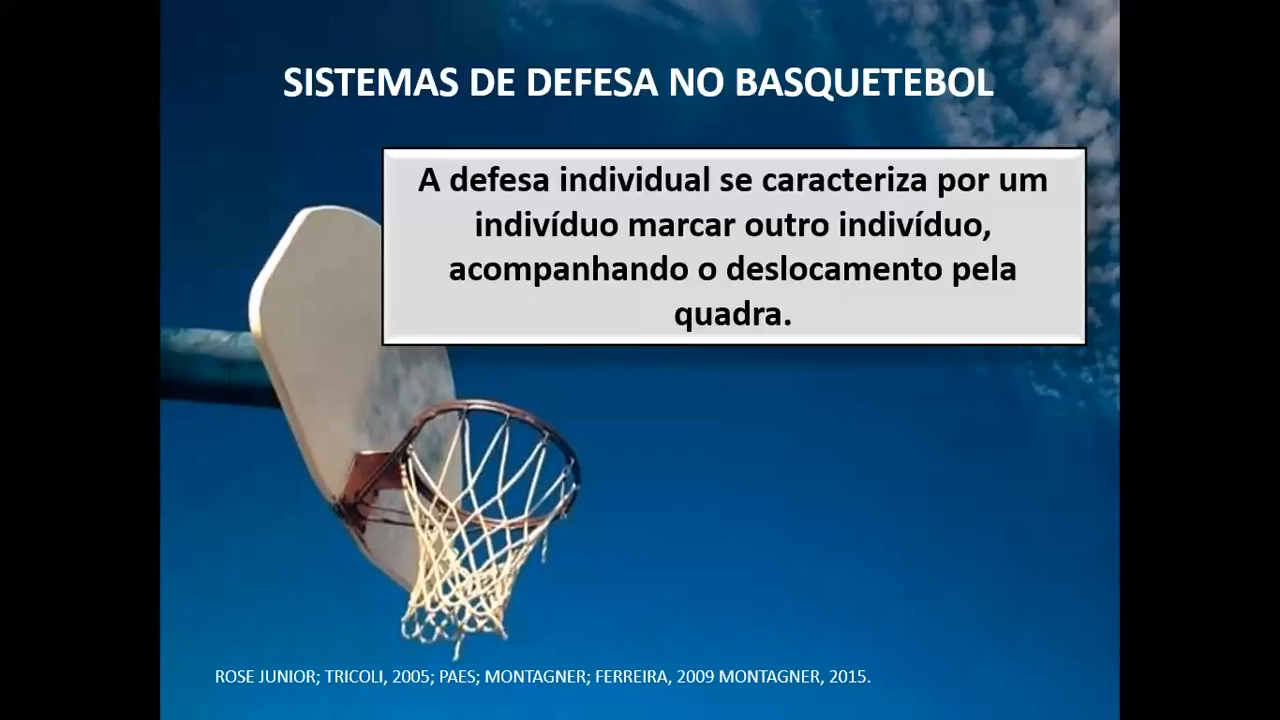 SISTEMAS DE DEFESA NO BASQUETEBOL
A defesa individual se caracteriza por um
indivíduo marcar outro indivíduo,
acompanhando o deslocamento pela
quadra.
ROSE JUNIOR; TRICOLI, 2005; PAES; MONTAGNER; FERREIRA, 2009 MONTAGNER, 2015.